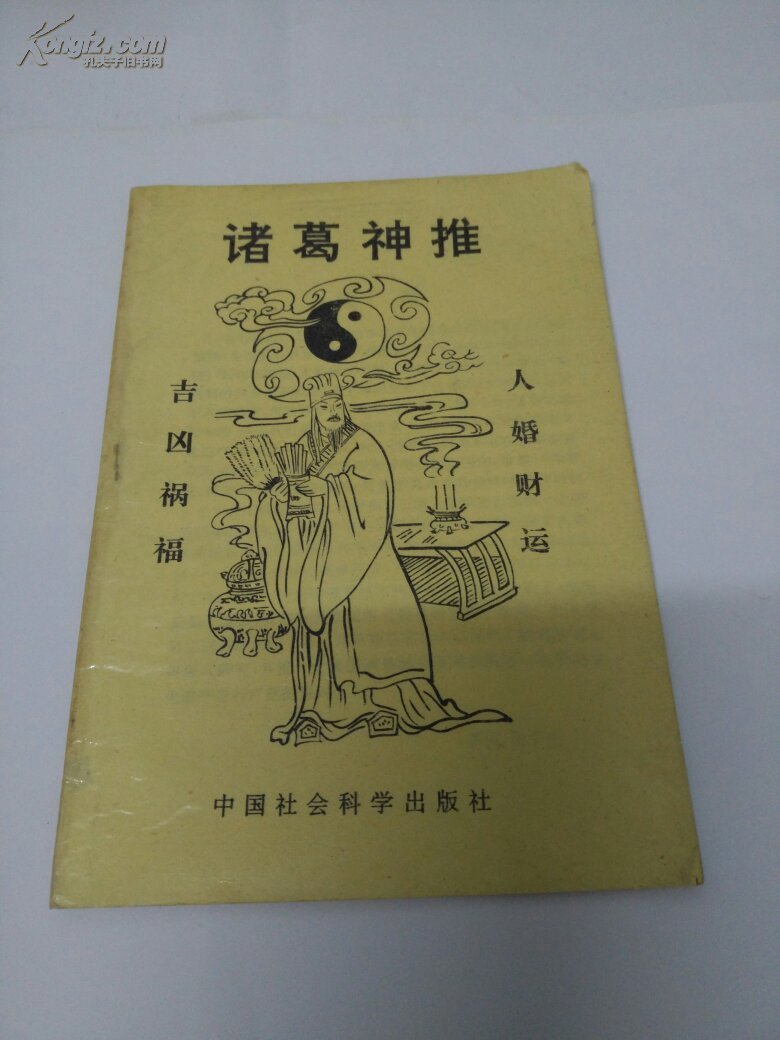 Kongfz.com
孔夫子旧书网
诸葛神推
人婚财运
吉凶祸福
中国社会科学出版社